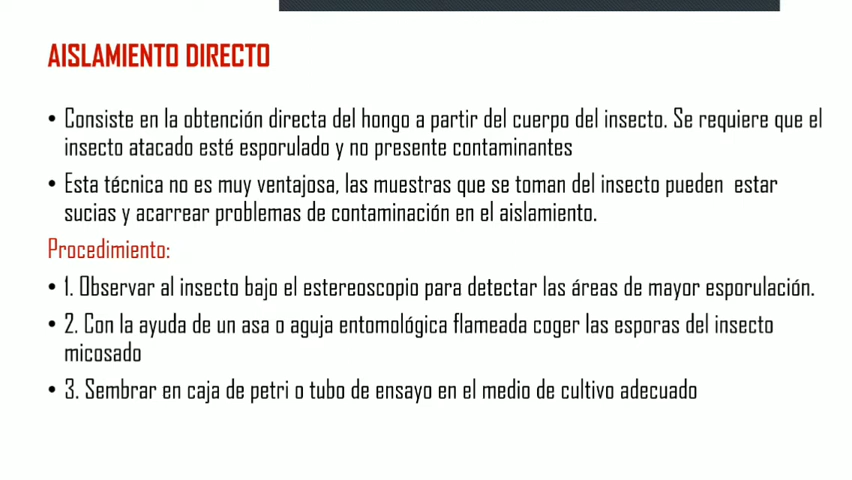 AISLAMIENTO DIRECTO
• Consiste en la obtención directa del hongo a partir del cuerpo del insecto. Se requiere que el
insecto atacado esté esporulado y no presente contaminantes
• Esta técnica no es muy ventajosa, las muestras que se toman del insecto pueden estar
sucias y acarrear problemas de contaminación en el aislamiento.
Procedimiento:
• 1. Observar al insecto bajo el estereoscopio para detectar las áreas de mayor esporulación.
• 2. Con la ayuda de un asa o aguja entomológica flameada coger las esporas del insecto
micosado
• 3. Sembrar en caja de petri o tubo de ensayo en el medio de cultivo adecuado